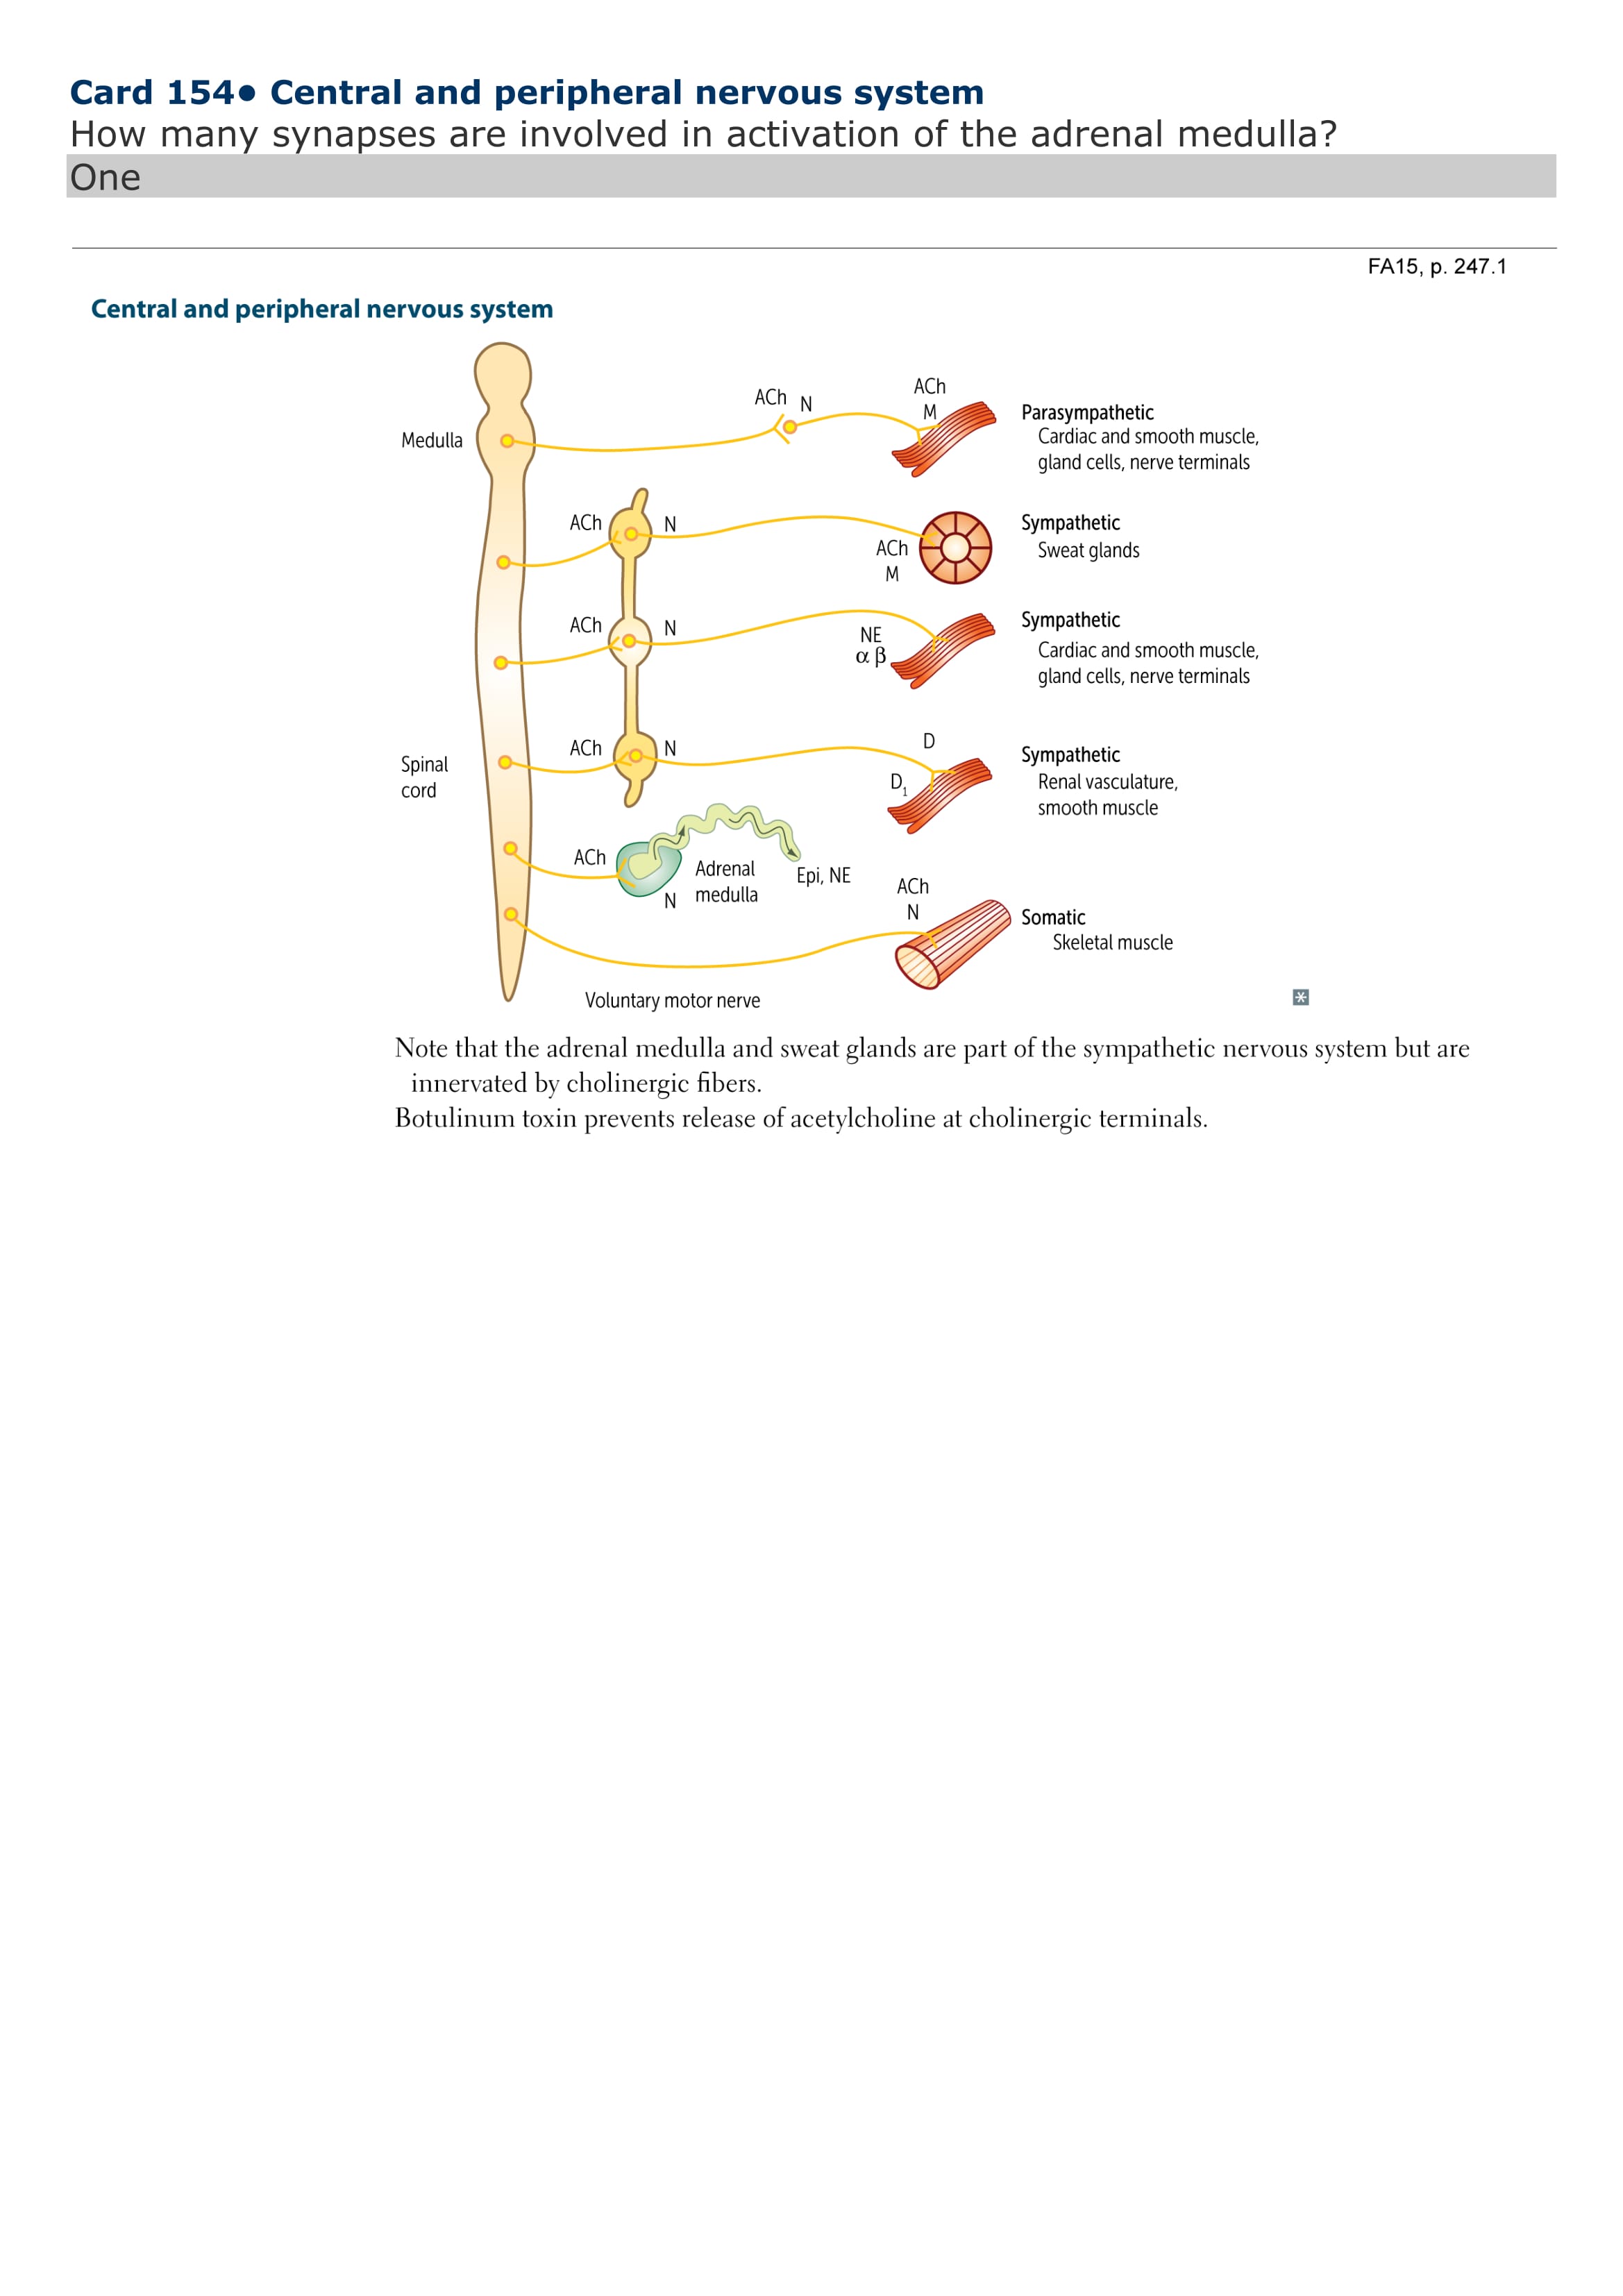 Card 154● Central and peripheral nervous system
How many synapses are involved in activation of the adrenal medulla?
One
FA15, p. 247.1
Central and peripheral nervous system
Medulla
ACh N
ACh
M
Parasympathetic
Cardiac and smooth muscle,
gland cells, nerve terminals
ACh
N
ACh
M
Sympathetic
Sweat glands
ACh
N
NE
α β
Sympathetic
Cardiac and smooth muscle,
gland cells, nerve terminals
Spinal
cord
ACh
N
D
D₁
Sympathetic
Renal vasculature,
smooth muscle
ACh
N
Adrenal
medulla
Epi, NE
ACh
N
Somatic
Skeletal muscle
Voluntary motor nerve
Note that the adrenal medulla and sweat glands are part of the sympathetic nervous system but are
innervated by cholinergic fibers.
Botulinum toxin prevents release of acetylcholine at cholinergic terminals.